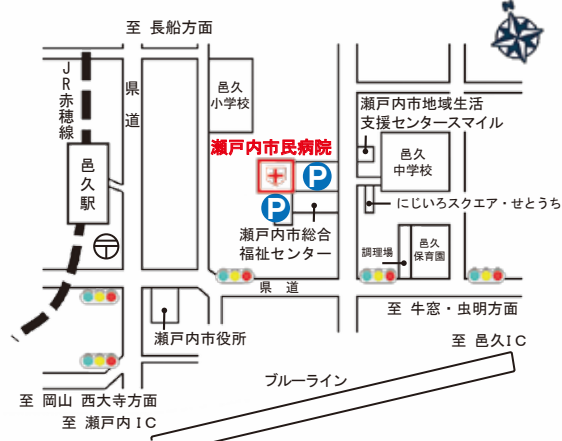 至 長船方面
N
JR赤穂線
県道
邑久
小学校
瀬戸内市地域生活
支援センタースマイル
瀬戸内市民病院
邑久
中学校
P
邑久駅
にじいろスクエア・せとうち
P
瀬戸内市総合
福祉センター
調理場
邑久
保育園
県道
至 牛窓・虫明方面
瀬戸内市役所
至 邑久IC
ブルーライン
至 岡山 西大寺方面
至 瀬戸内IC